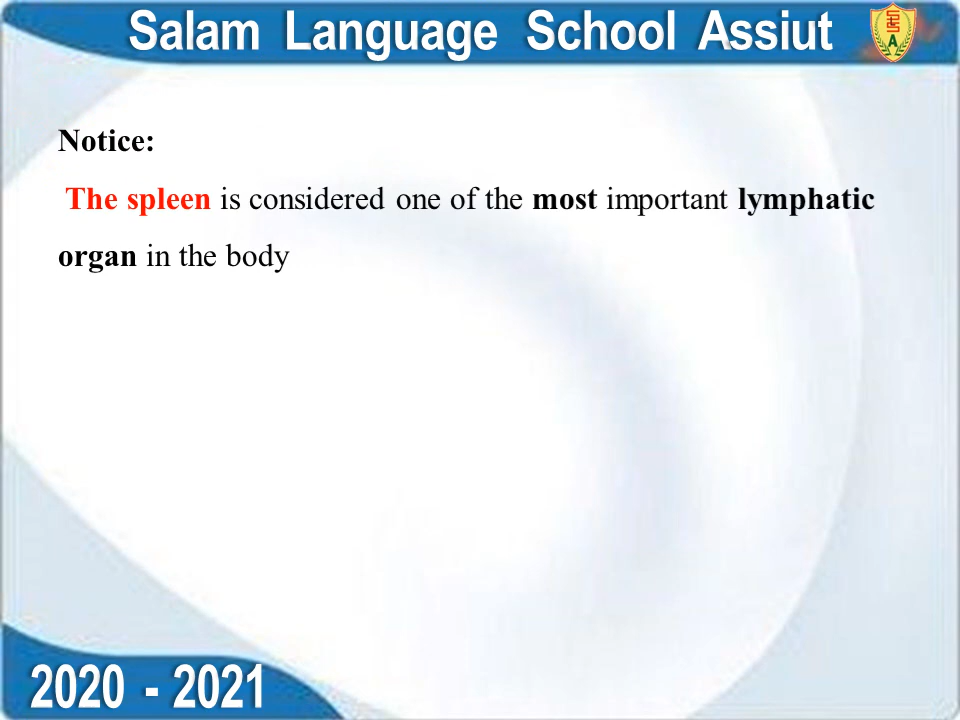 Salam Language School Assiut
Notice:
The spleen is considered one of the most important lymphatic
organ in the body
2020 - 2021